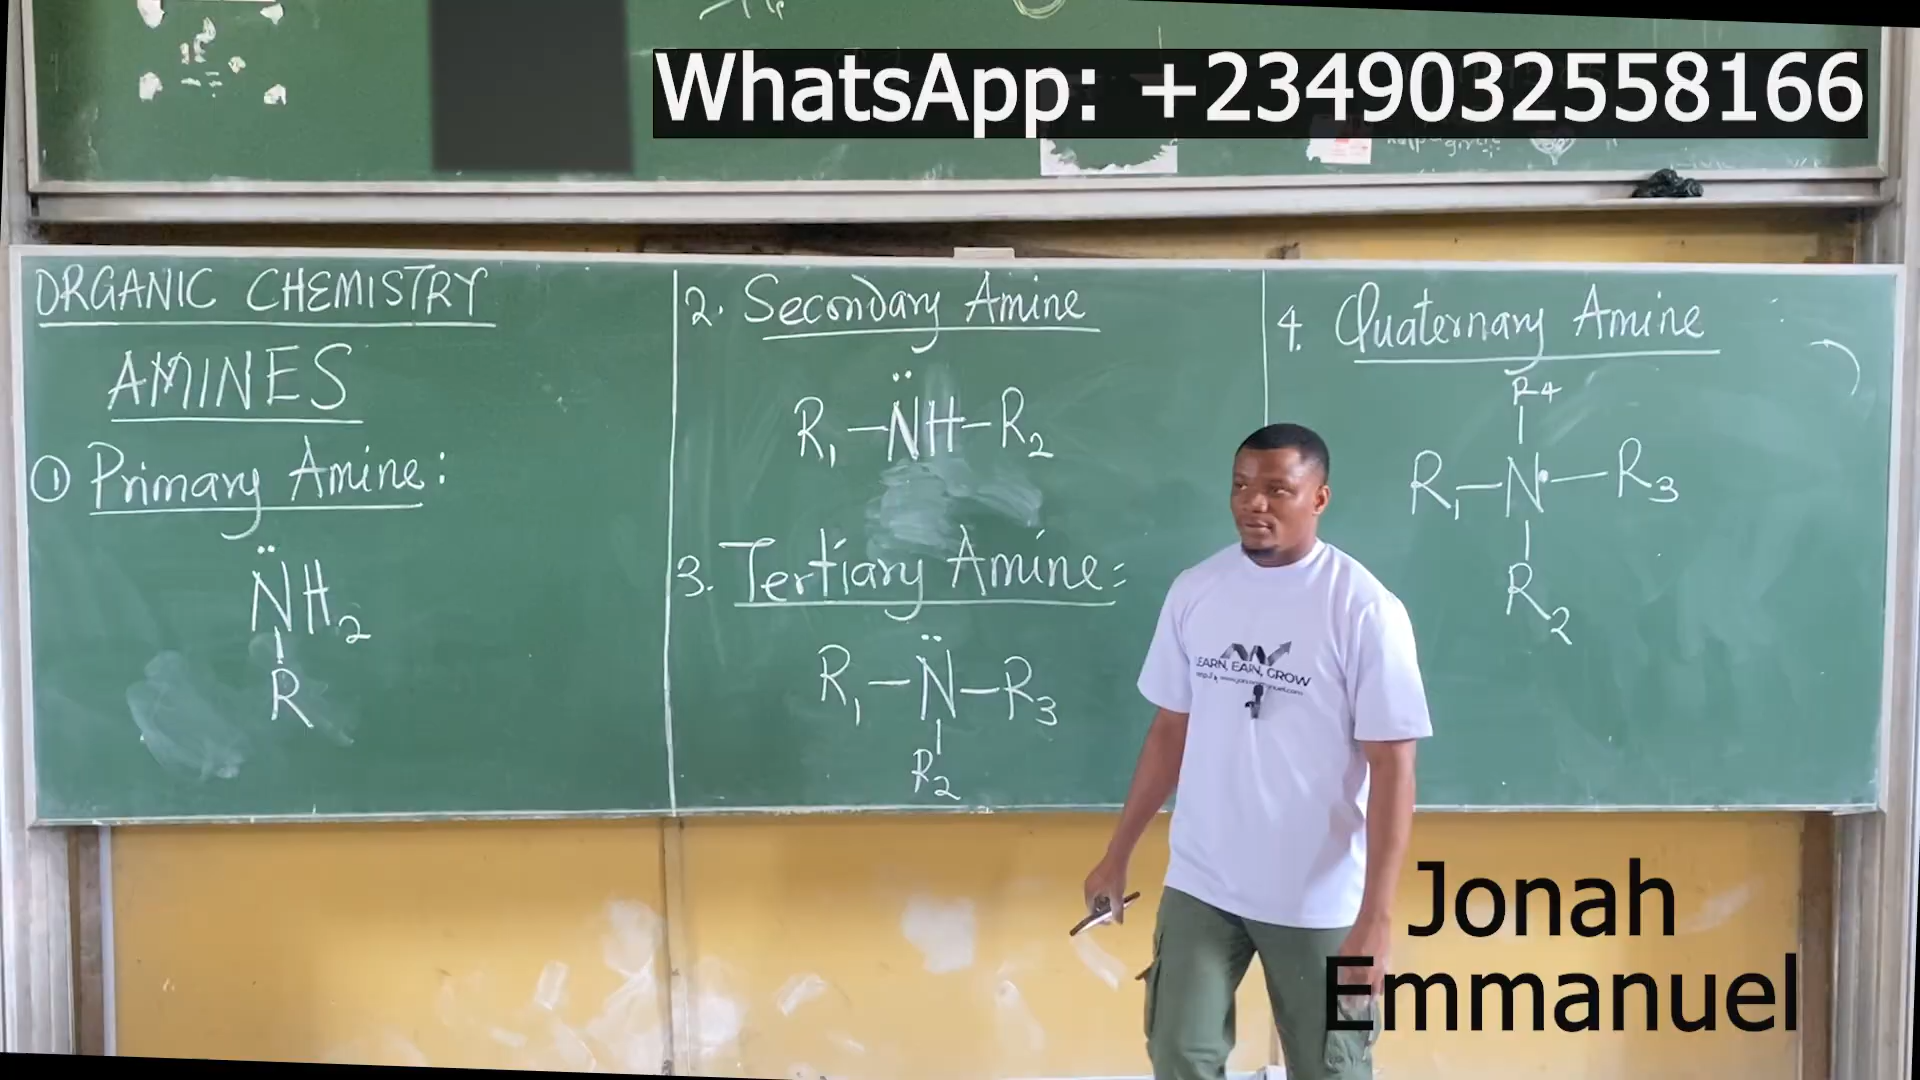 WhatsApp: +2349032558166
ORGANIC CHEMISTRY
AMINES
① Primary Amine:
N̈H₂
R
2. Secondary Amine
R₁–N̈H–R₂
3. Tertiary Amine:
R₁–N̈–R₃
R₂
4. Quaternary Amine
R4
R₁–N–R₃
R₂
LEARN, EARN, GROW
Jonah
Emmanuel